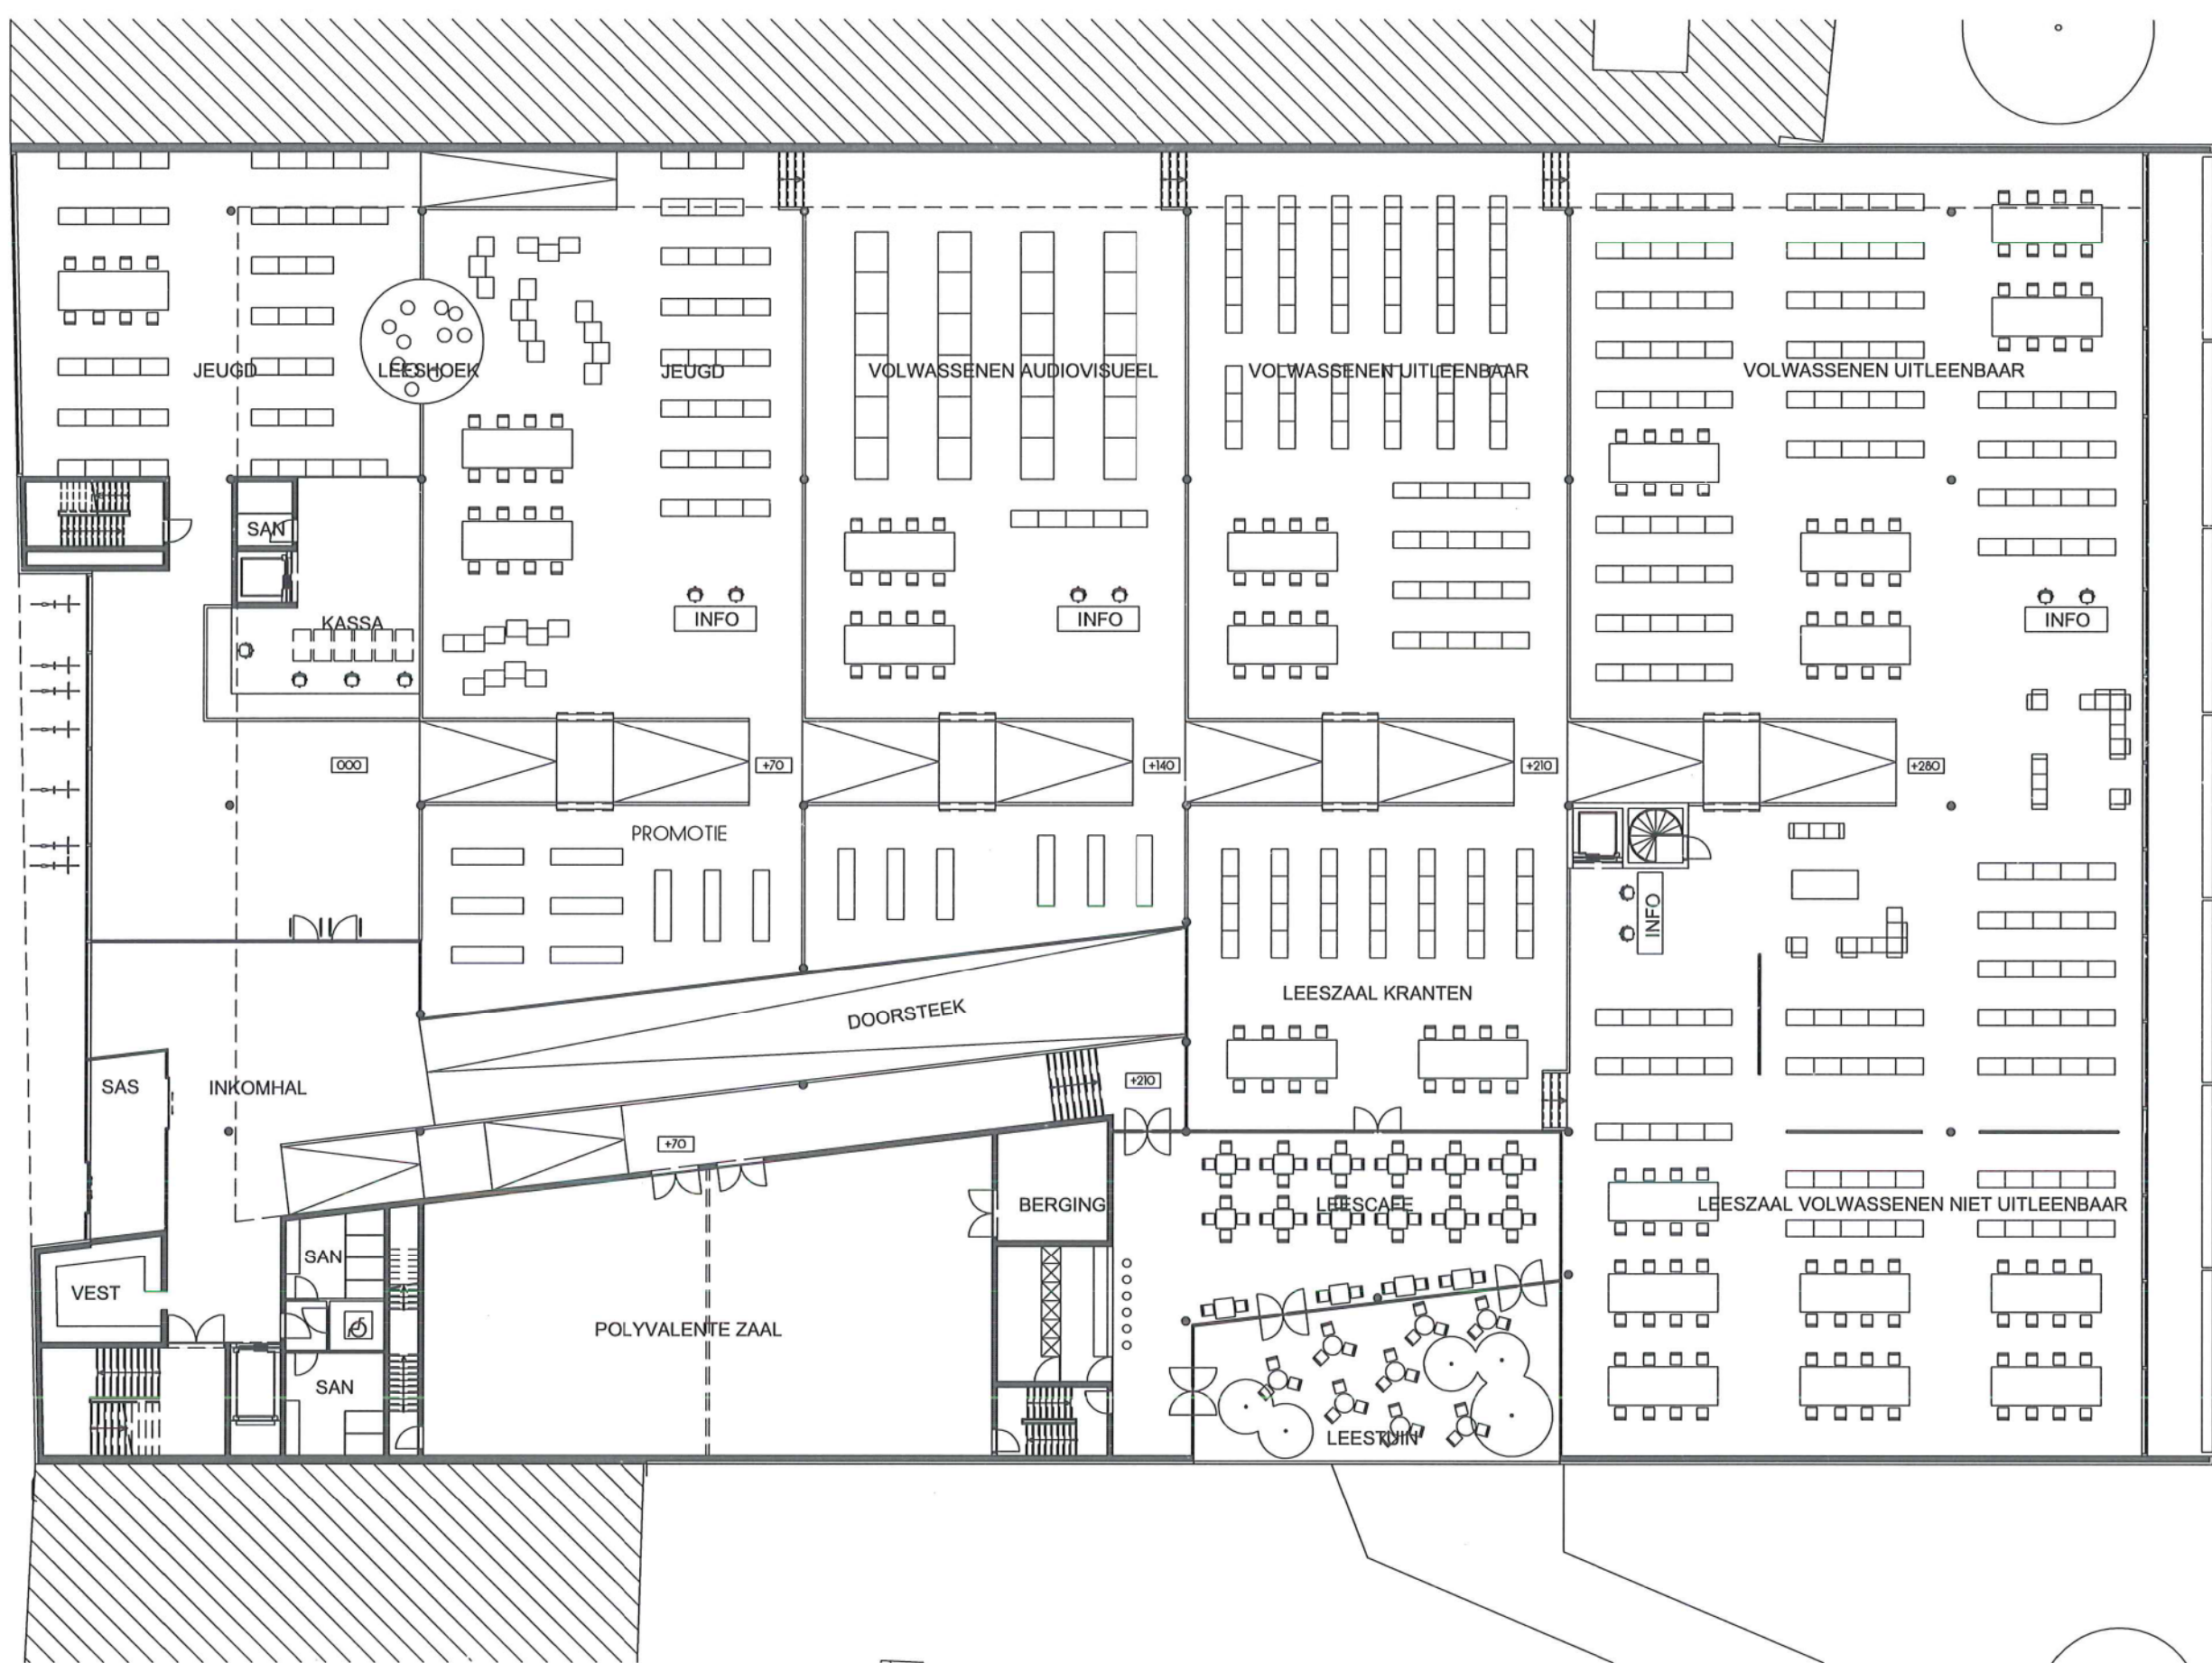 JEUGD
LEESHOEK
JEUGD
VOLWASSENEN AUDIOVISUEEL
VOLWASSENEN UITLEENBAAR
VOLWASSENEN UITLEENBAAR
SAN
KASSA
INFO
INFO
INFO
000
+70
+140
+210
+280
PROMOTIE
INFO
LEESZAAL KRANTEN
DOORSTEEK
SAS
INKOMHAL
+210
+70
BERGING
LEESCAFE
LEESZAAL VOLWASSENEN NIET UITLEENBAAR
SAN
VEST
POLYVALENTE ZAAL
SAN
LEESTUIN